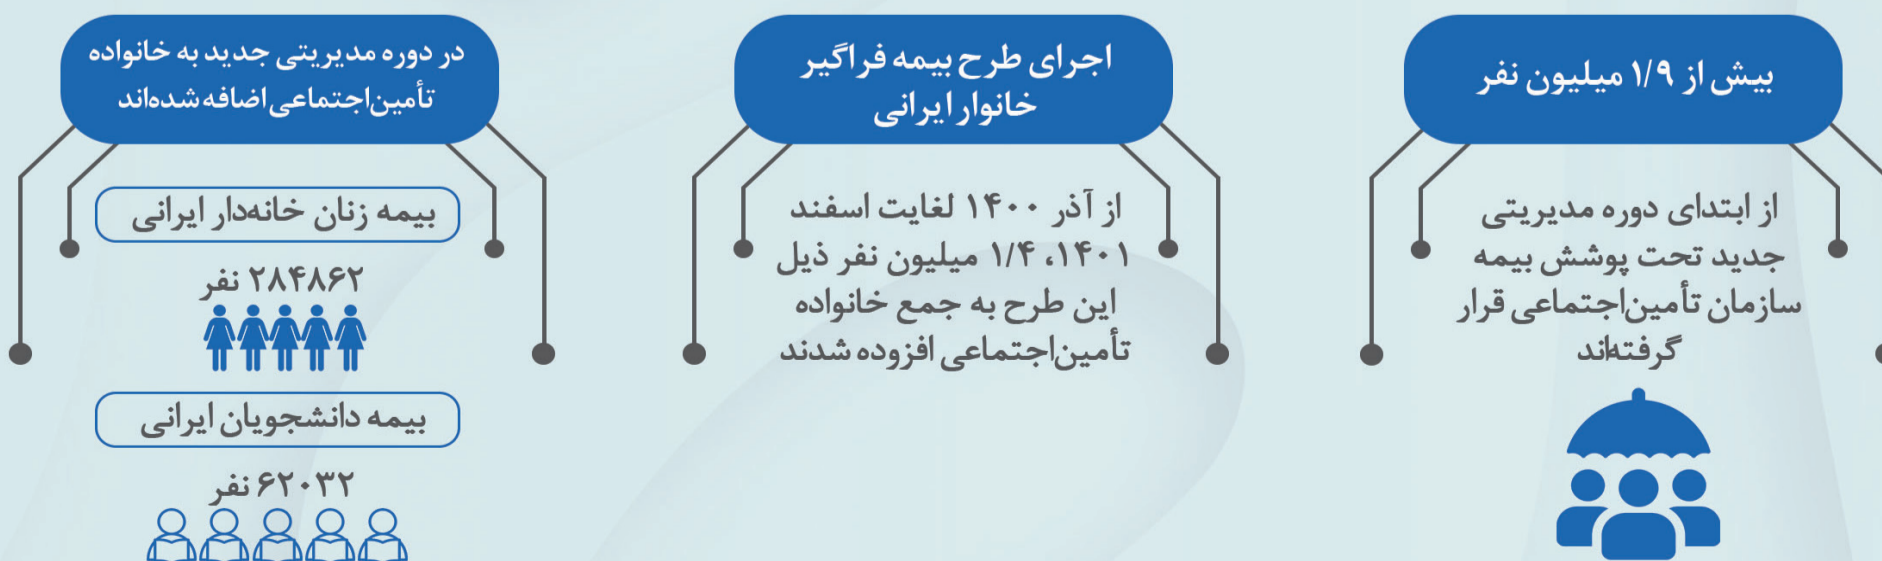 بیش از ۱/۹ میلیون نفر
از ابتدای دوره مدیریتی
جدید تحت پوشش بیمه
سازمان تأمین‌اجتماعی قرار
گرفته‌اند
اجرای طرح بیمه فراگیر
خانوار ایرانی
از آذر ۱۴۰۰ لغایت اسفند
۱۴۰۱، ۱/۴ میلیون نفر ذیل
این طرح به جمع خانواده
تأمین‌اجتماعی افزوده شدند
در دوره مدیریتی جدید به خانواده
تأمین‌اجتماعی اضافه شده‌اند
بیمه زنان خانه‌دار ایرانی
۲۸۴۸۶۲ نفر
بیمه دانشجویان ایرانی
۶۲۰۳۲ نفر